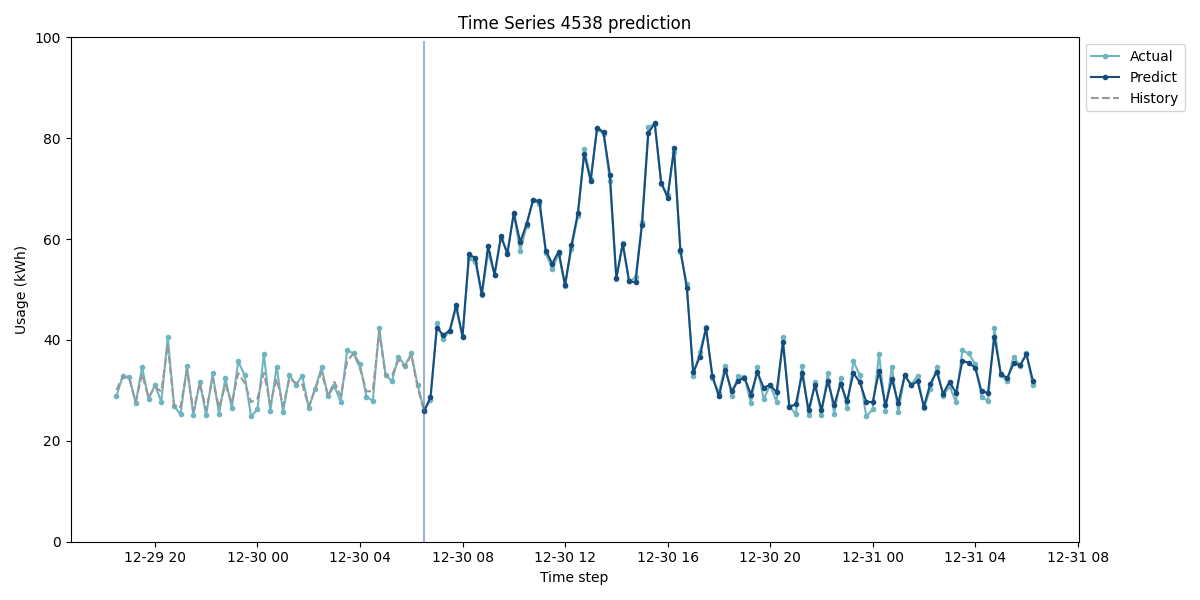 Time Series 4538 prediction
100
80
60
40
20
0
Usage (kWh)
12-29 20
12-30 00
12-30 04
12-30 08
12-30 12
12-30 16
12-30 20
12-31 00
12-31 04
12-31 08
Time step
Actual
Predict
History